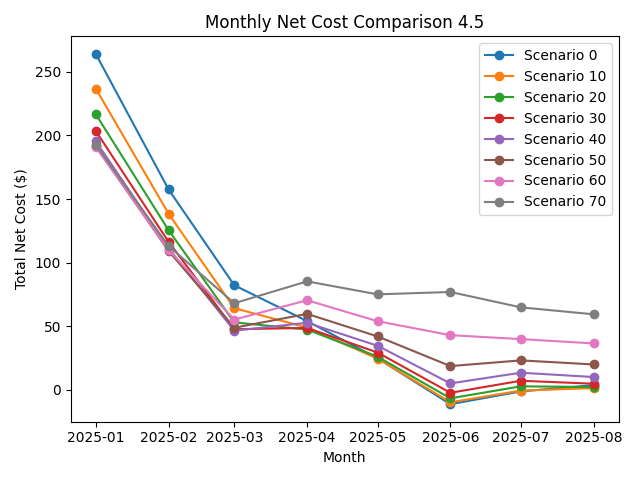 Monthly Net Cost Comparison 4.5
Total Net Cost ($)
250
200
150
100
50
0
Scenario 0
Scenario 10
Scenario 20
Scenario 30
Scenario 40
Scenario 50
Scenario 60
Scenario 70
2025-01 2025-02 2025-03 2025-04 2025-05 2025-06 2025-07 2025-08
Month